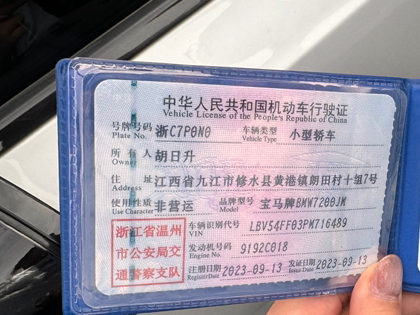 中华人民共和国机动车行驶证
Vehicle License of the People's Republic of China
号牌号码 浙C7P0N0 车辆类型 小型轿车
Plate No. Vehicle Type
所有人 胡日升
Owner
住址 江西省九江市修水县黄港镇朗田村十组7号
Address
使用性质 非营运 品牌型号 宝马牌BMW7200JM
Use Character Model
浙江省温州 车辆识别代号 LBV54FF03PM716489
VIN
市公安局交 发动机号码 9192C018
Engine No.
通警察支队 注册日期 2023-09-13 发证日期 2023-09-13
Register Date Issue Date